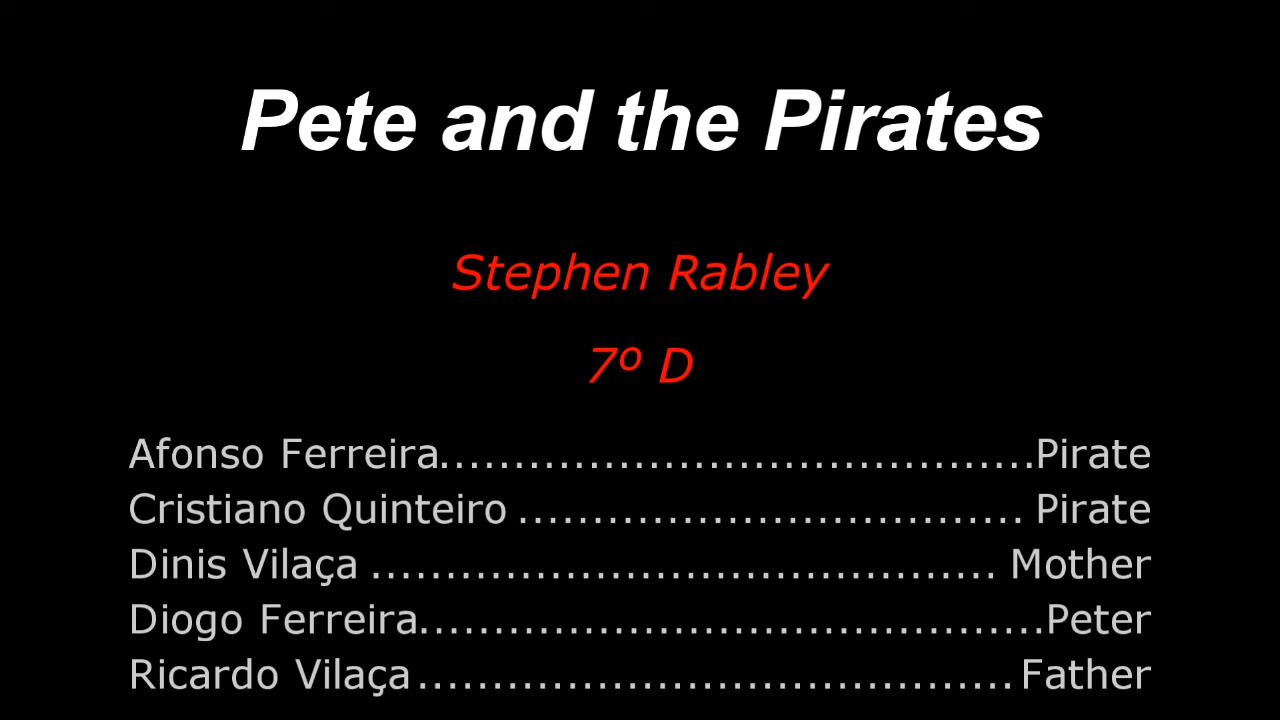 Pete and the Pirates
Stephen Rabley
7º D
Afonso Ferreira........................................Pirate
Cristiano Quinteiro .................................. Pirate
Dinis Vilaça .......................................... Mother
Diogo Ferreira..........................................Peter
Ricardo Vilaça ........................................ Father